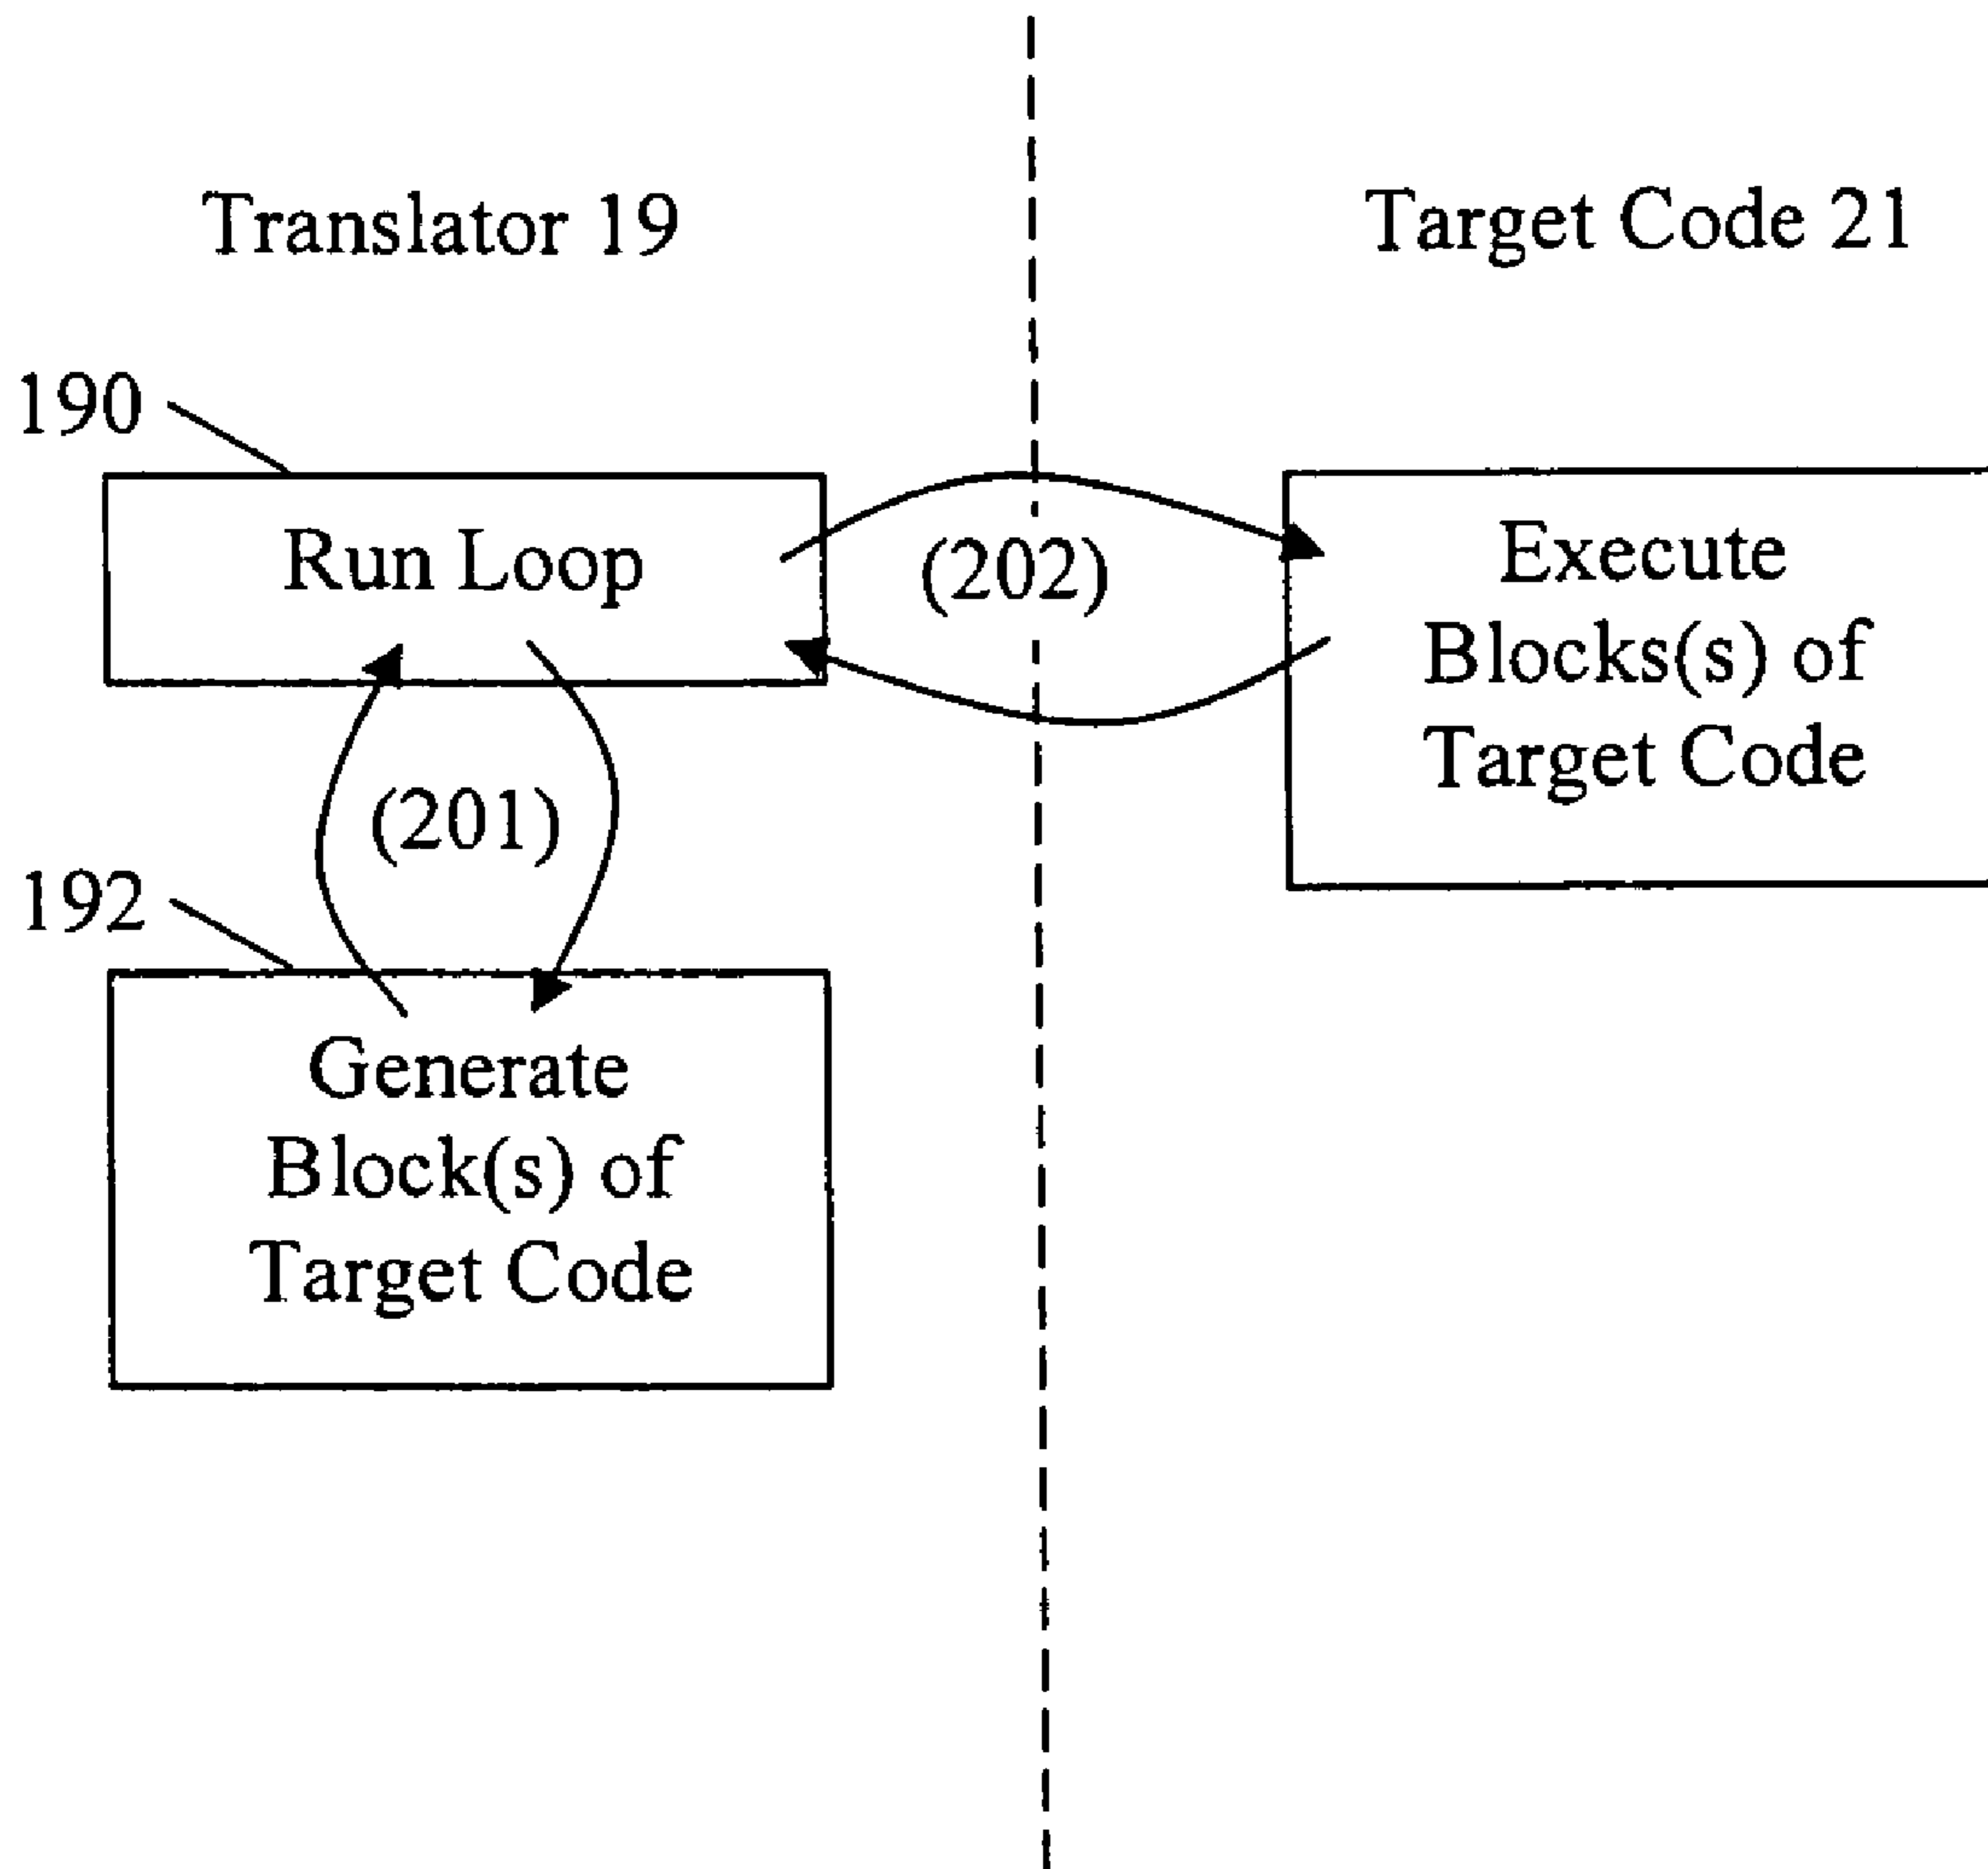 Translator 19
Target Code 21
190
Run Loop
(202)
Execute
Blocks(s) of
Target Code
(201)
192
Generate
Block(s) of
Target Code